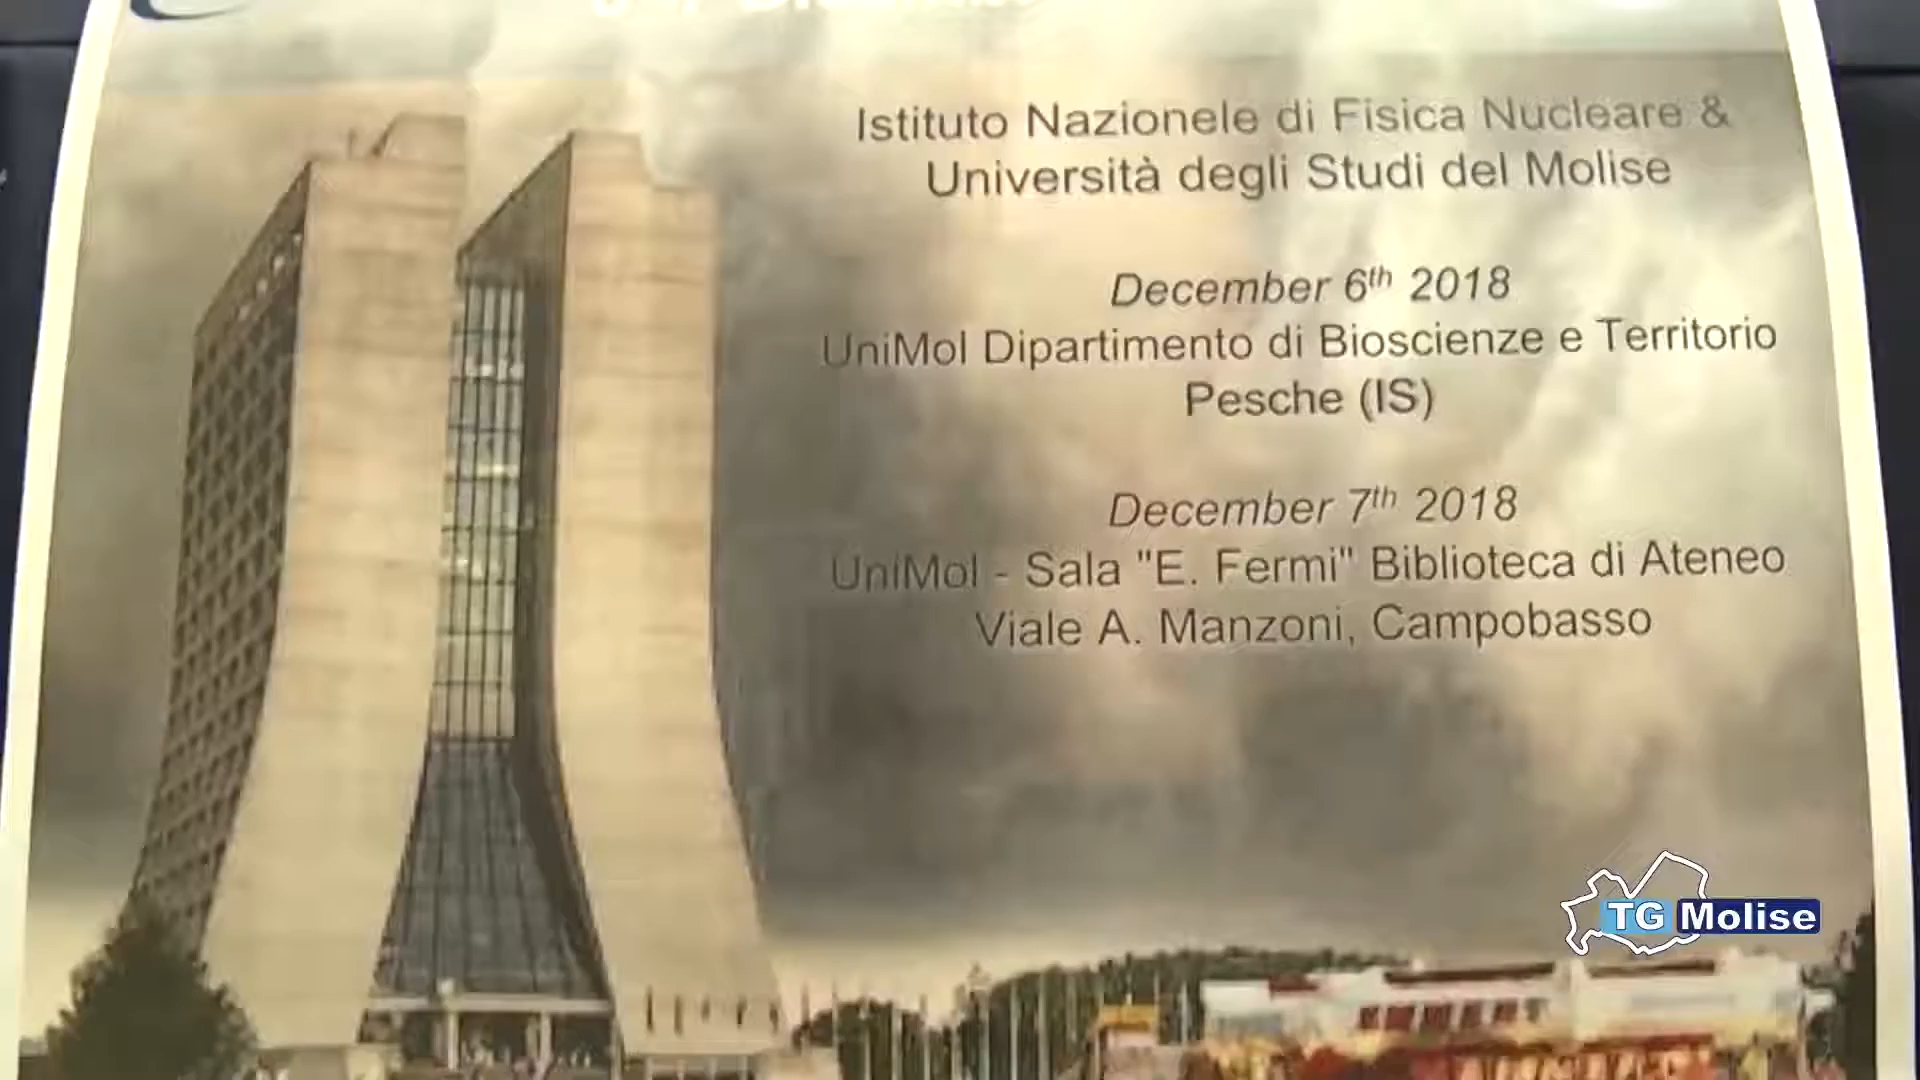 Istituto Nazionele di Fisica Nucleare &
Università degli Studi del Molise
December 6th 2018
UniMol Dipartimento di Bioscienze e Territorio
Pesche (IS)
December 7th 2018
UniMol - Sala "E. Fermi" Biblioteca di Ateneo
Viale A. Manzoni, Campobasso
TG Molise